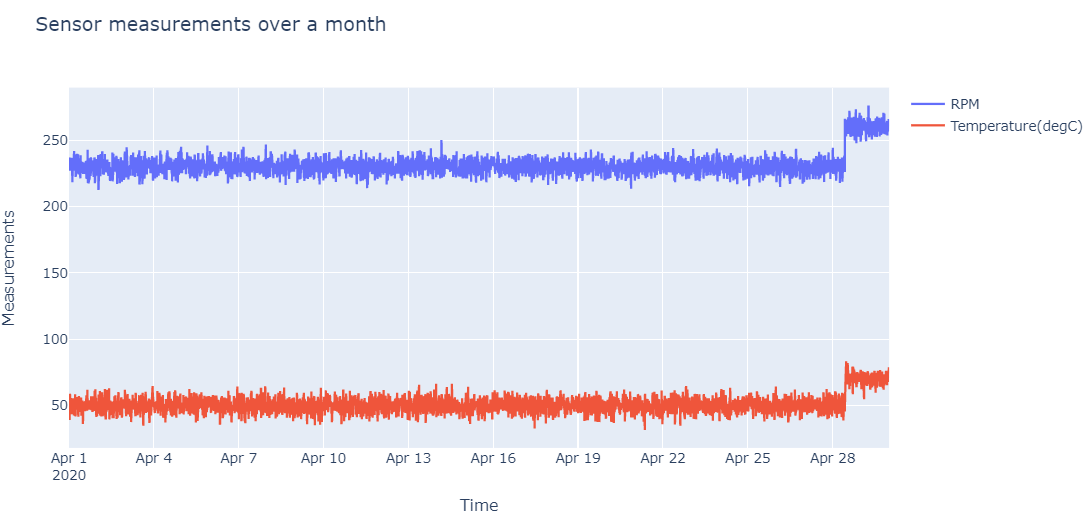 Sensor measurements over a month
RPM
Temperature(degC)
250
200
150
100
50
Measurements
Apr 1
2020
Apr 4
Apr 7
Apr 10
Apr 13
Apr 16
Apr 19
Apr 22
Apr 25
Apr 28
Time